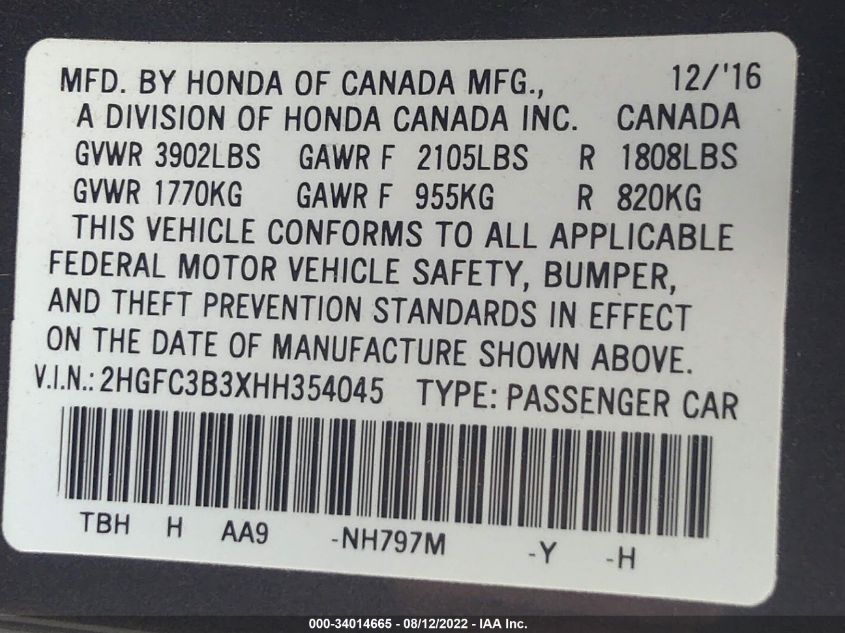 MFD. BY HONDA OF CANADA MFG., 12/'16
A DIVISION OF HONDA CANADA INC. CANADA
GVWR 3902LBS GAWR F 2105LBS R 1808LBS
GVWR 1770KG GAWR F 955KG R 820KG
THIS VEHICLE CONFORMS TO ALL APPLICABLE
FEDERAL MOTOR VEHICLE SAFETY, BUMPER,
AND THEFT PREVENTION STANDARDS IN EFFECT
ON THE DATE OF MANUFACTURE SHOWN ABOVE.
V.I.N.: 2HGFC3B3XHH354045 TYPE: PASSENGER CAR
TBH H AA9 -NH797M -Y -H
000-34014665 - 08/12/2022 - IAA Inc.